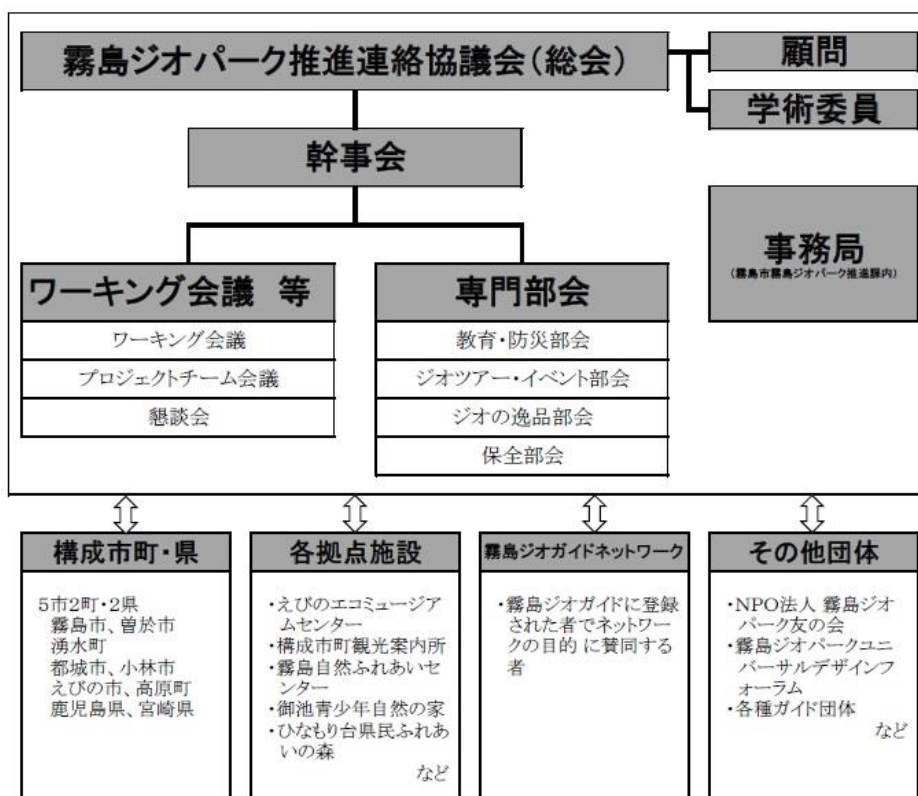 霧島ジオパーク推進連絡協議会(総会)
顧問
学術委員
幹事会
事務局
(霧島市霧島ジオパーク推進課内)
ワーキング会議 等
ワーキング会議
プロジェクトチーム会議
懇談会
専門部会
教育・防災部会
ジオツアー・イベント部会
ジオの逸品部会
保全部会
構成市町・県
5市2町・2県
霧島市、曽於市
湧水町
都城市、小林市
えびの市、高原町
鹿児島県、宮崎県
各拠点施設
・えびのエコミュージア
ムセンター
・構成市町観光案内所
・霧島自然ふれあいセ
ンター
・御池青少年自然の家
・ひなもり台県民ふれあ
いの森
など
霧島ジオガイドネットワーク
・霧島ジオガイドに登録
された者でネットワー
クの目的 に賛同する
者
その他団体
・NPO法人 霧島ジオ
パーク友の会
・霧島ジオパークユニ
バーサルデザインフ
ォーラム
・各種ガイド団体
など